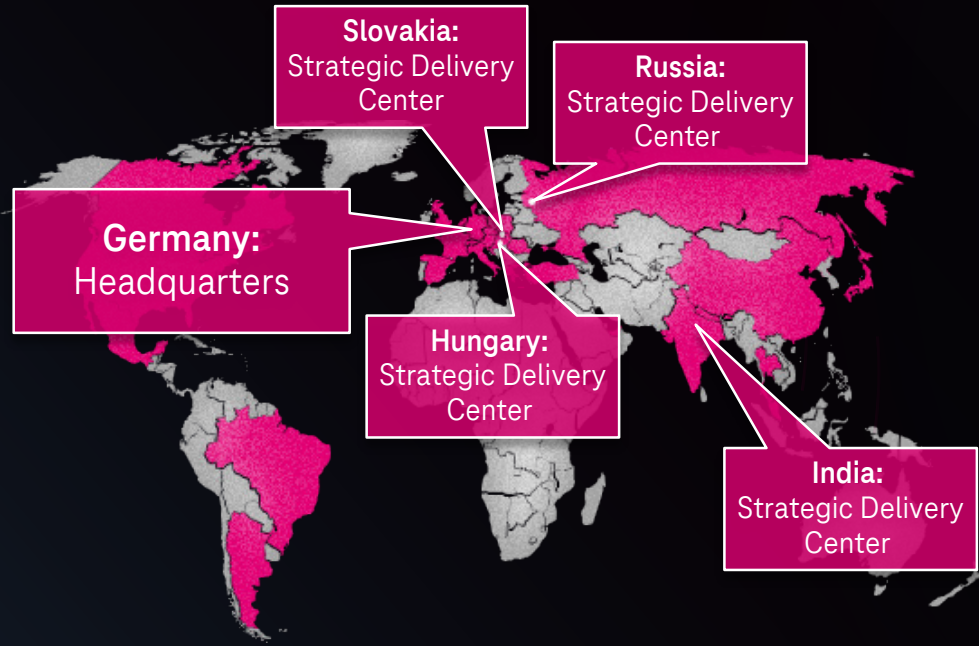 Slovakia:
Strategic Delivery
Center
Russia:
Strategic Delivery
Center
Germany:
Headquarters
Hungary:
Strategic Delivery
Center
India:
Strategic Delivery
Center